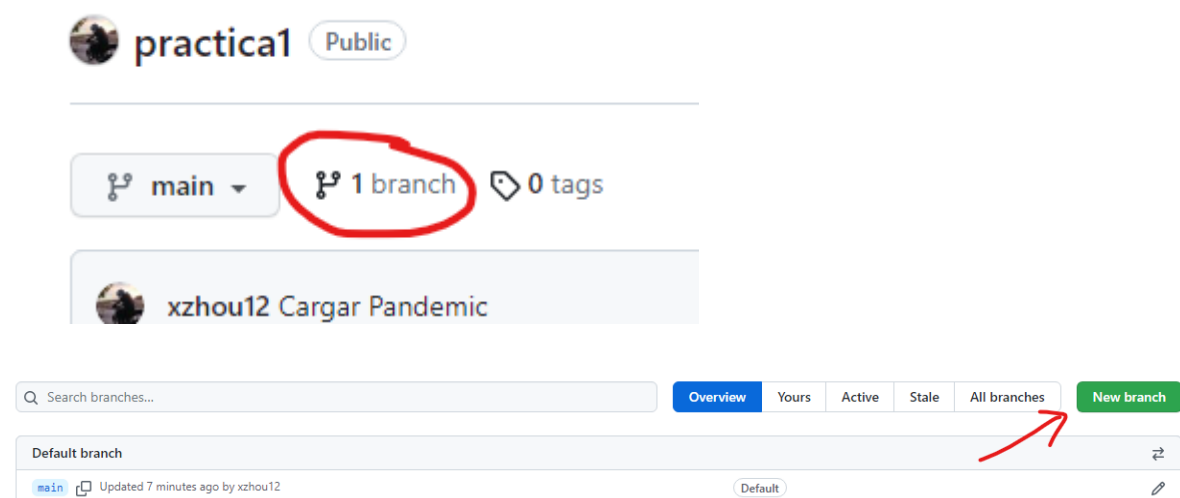 practica1 Public
main 1 branch 0 tags
xzhou12 Cargar Pandemic
Search branches... Overview Yours Active Stale All branches New branch
Default branch
main Updated 7 minutes ago by xzhou12 Default